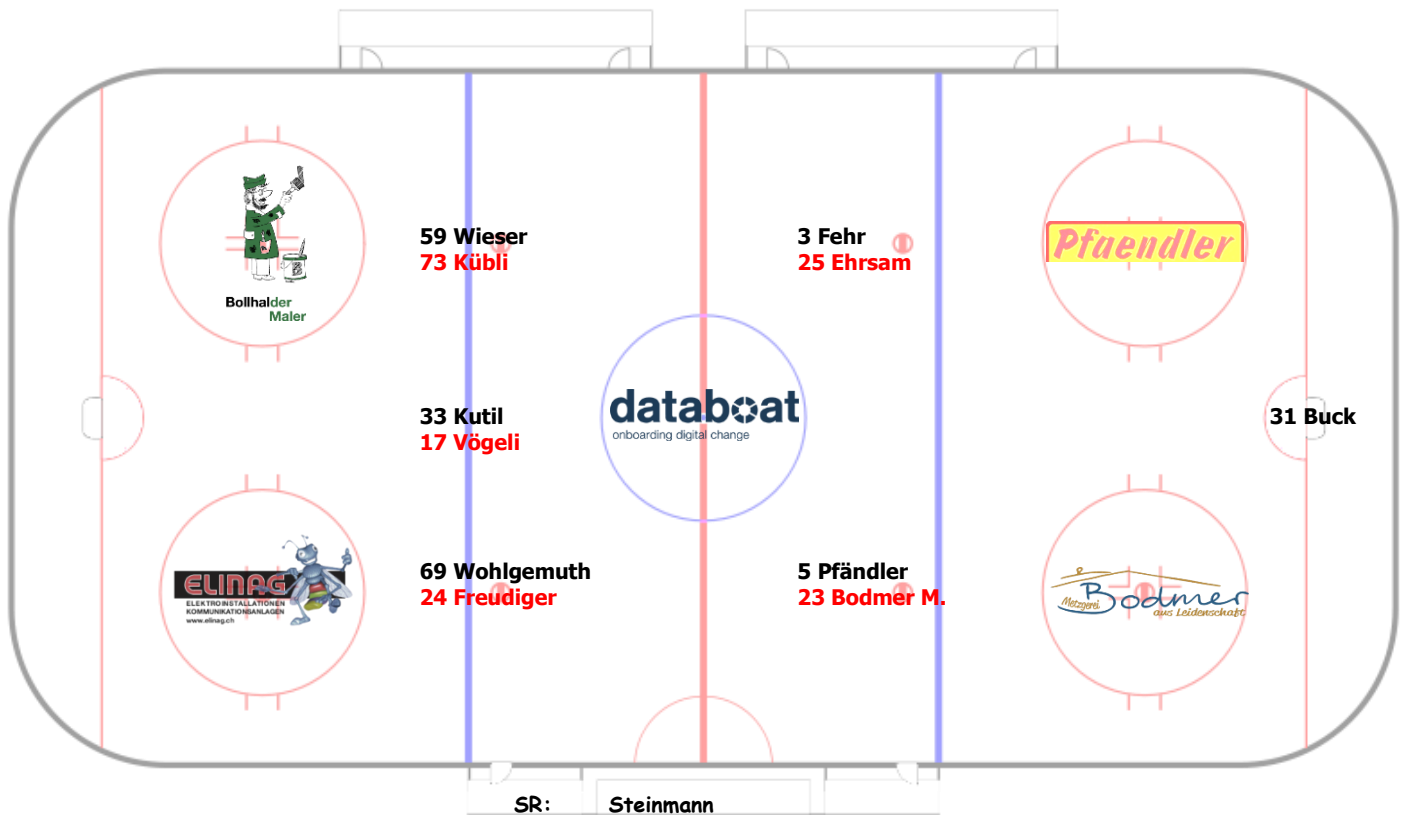 59 Wieser
73 Kübli
3 Fehr
25 Ehrsam
Pfaendler
Bollhalder
Maler
33 Kutil
17 Vögeli
databoat
onboarding digital change
31 Buck
69 Wohlgemuth
24 Freudiger
5 Pfändler
23 Bodmer M.
ELINAG
ELEKTROINSTALLATIONEN
KOMMUNIKATIONSANLAGEN
www.elinag.ch
Metzgerei
Bodmer
aus Leidenschaft
SR: Steinmann